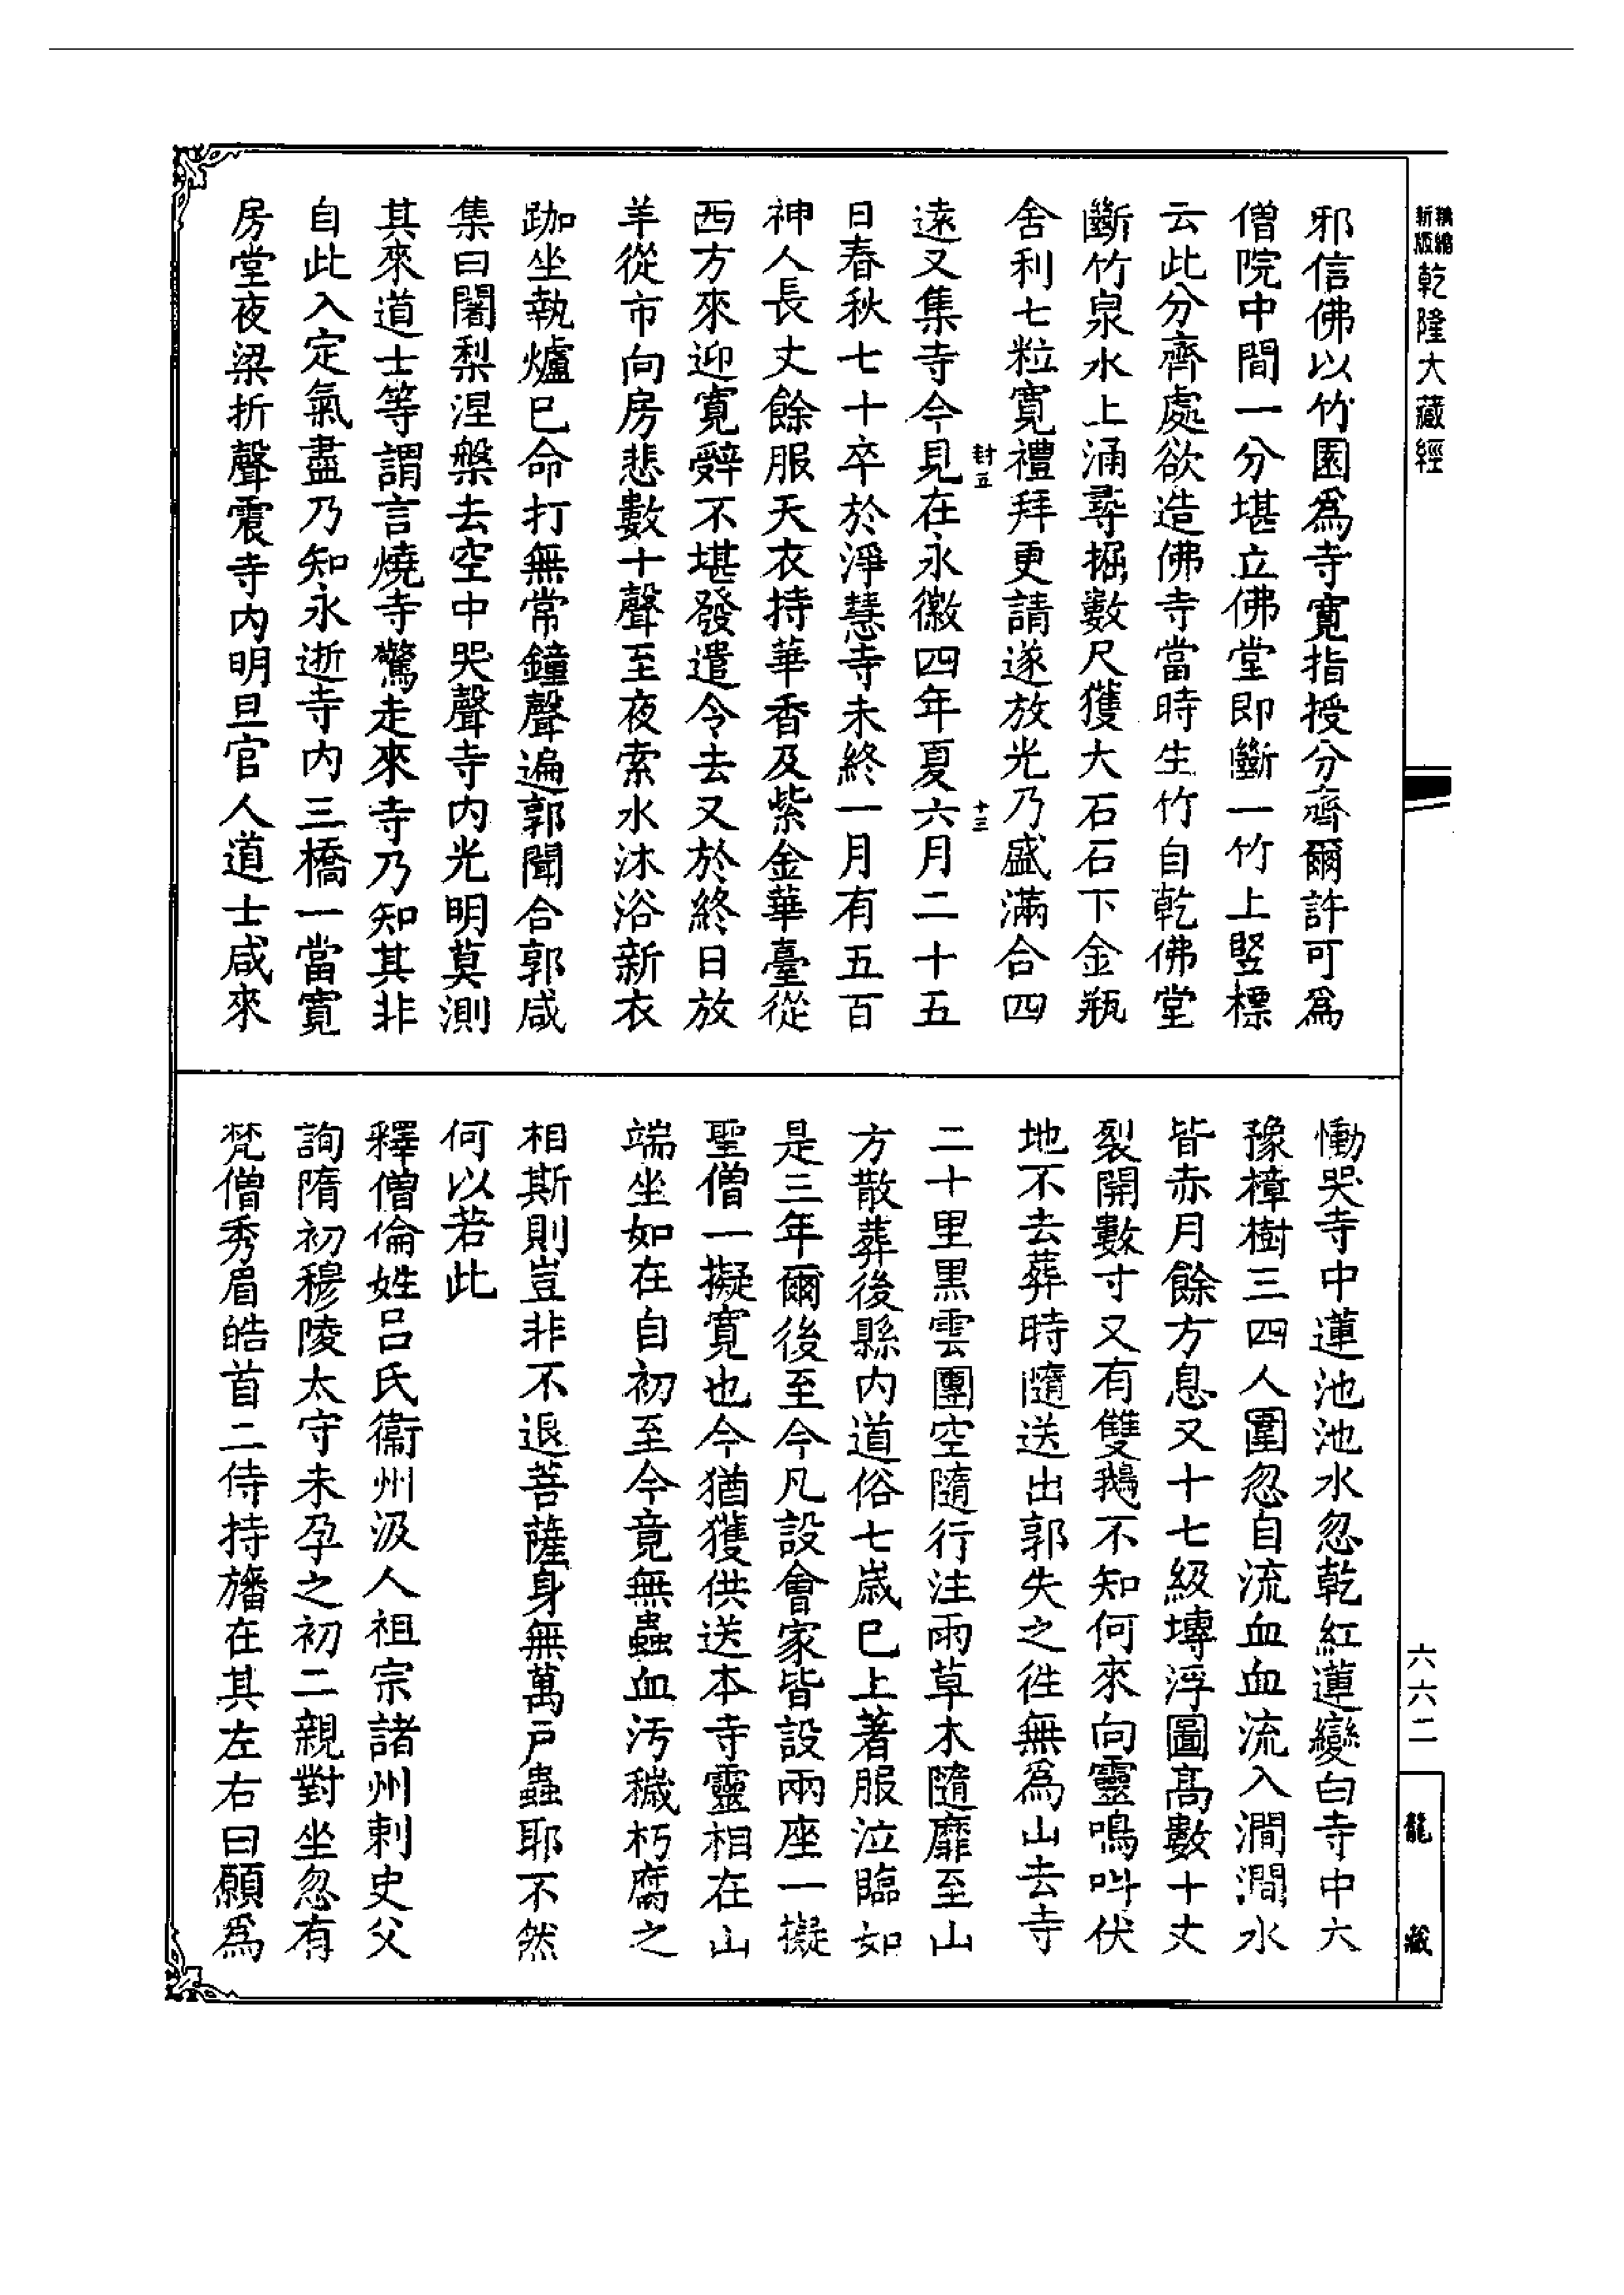 精縮新版乾隆大藏經
邪信佛以竹園為寺寬指授分齊爾許可為
僧院中間一分堪立佛堂即斷一竹上竪標
云此分齊處欲造佛寺當時生竹自乾佛堂
斷竹泉水上涌尋掘數尺獲大石石下金瓶
舍利七粒寬禮拜更請遂放光乃盛滿合四
封五 十三
遠又集寺今見在永徽四年夏六月二十五
日春秋七十卒於淨慧寺未終一月有五百
神人長丈餘服天衣持華香及紫金華臺從
西方來迎寬辤不堪發遣令去又於終日放
羊從市向房悲數十聲至夜索水沐浴新衣
跏坐執爐已命打無常鐘聲遍郭聞合郭咸
集曰闍梨涅槃去空中哭聲寺內光明莫測
其來道士等謂言燒寺驚走來寺乃知其非
自此入定氣盡乃知永逝寺內三橋一當寬
房堂夜梁折聲震寺內明旦官人道士咸來
慟哭寺中蓮池池水忽乾紅蓮變白寺中六
豫樟樹三四人圍忽自流血血流入澗澗水
皆赤月餘方息又十七級塼浮圖高數十丈
裂開數寸又有雙鵝不知何來向靈鳴叫伏
地不去葬時隨送出郭失之徃無為山去寺
二十里黑雲團空隨行注雨草木隨靡至山
方散葬後縣內道俗七歲已上著服泣臨如
是三年爾後至今凡設會家皆設兩座一擬
聖僧一擬寬也今猶獲供送本寺靈相在山
端坐如在自初至今竟無蟲血污穢朽腐之
相斯則豈非不退菩薩身無萬戶蟲耶不然
何以若此
釋僧倫姓呂氏衞州汲人祖宗諸州刺史父
詢隋初穆陵太守未孕之初二親對坐忽有
梵僧秀眉皓首二侍持旛在其左右曰願為
六六二
龍藏